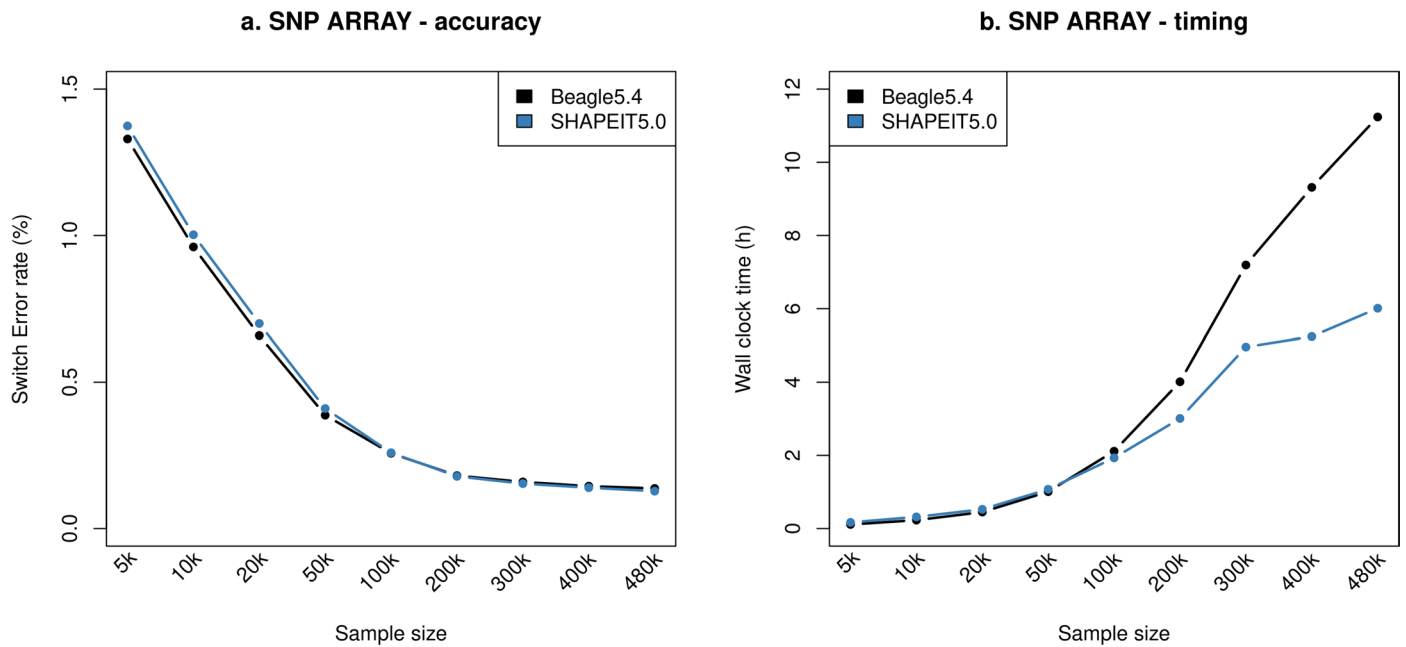 a. SNP ARRAY - accuracy
Beagle5.4
SHAPEIT5.0
Switch Error rate (%)
1.5
1.0
0.5
0.0
5k
10k
20k
50k
100k
200k
300k
400k
480k
Sample size
b. SNP ARRAY - timing
Beagle5.4
SHAPEIT5.0
Wall clock time (h)
12
10
8
6
4
2
0
5k
10k
20k
50k
100k
200k
300k
400k
480k
Sample size